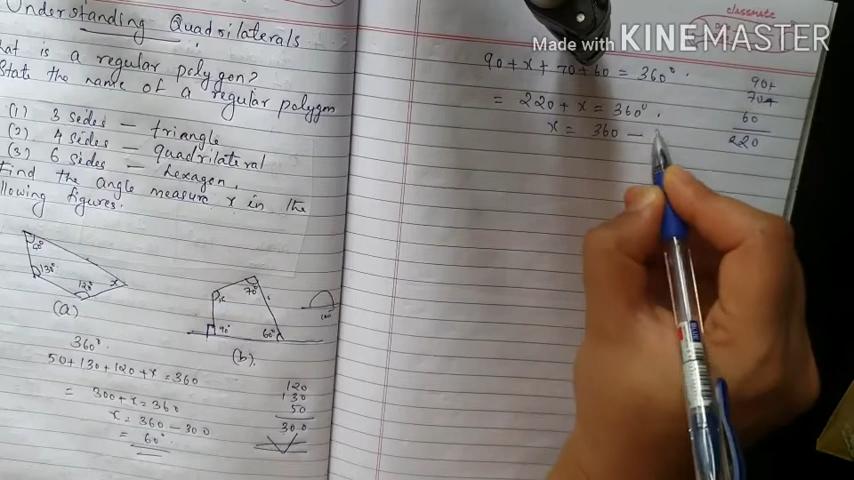 Understanding Quadrilaterals.
hat is a regular polygon?
State the name of a regular polygon
(1) 3 sides — triangle
(2) 4 sides — quadrilateral
(3) 6 sides — hexagon.
Find the angle measure x in the
llowing figures.
130°
120°
x
(a)
70°
x
90°
60°
(b).
360°.
50+130+120+x=360
= 300+x=360
x=360-300
= 60°.
120
130
50
300
classmate
Made with KINEMASTER
90+x+70+60=360°.
= 220+x=360°.
x= 360 —
90+
70+
60
220